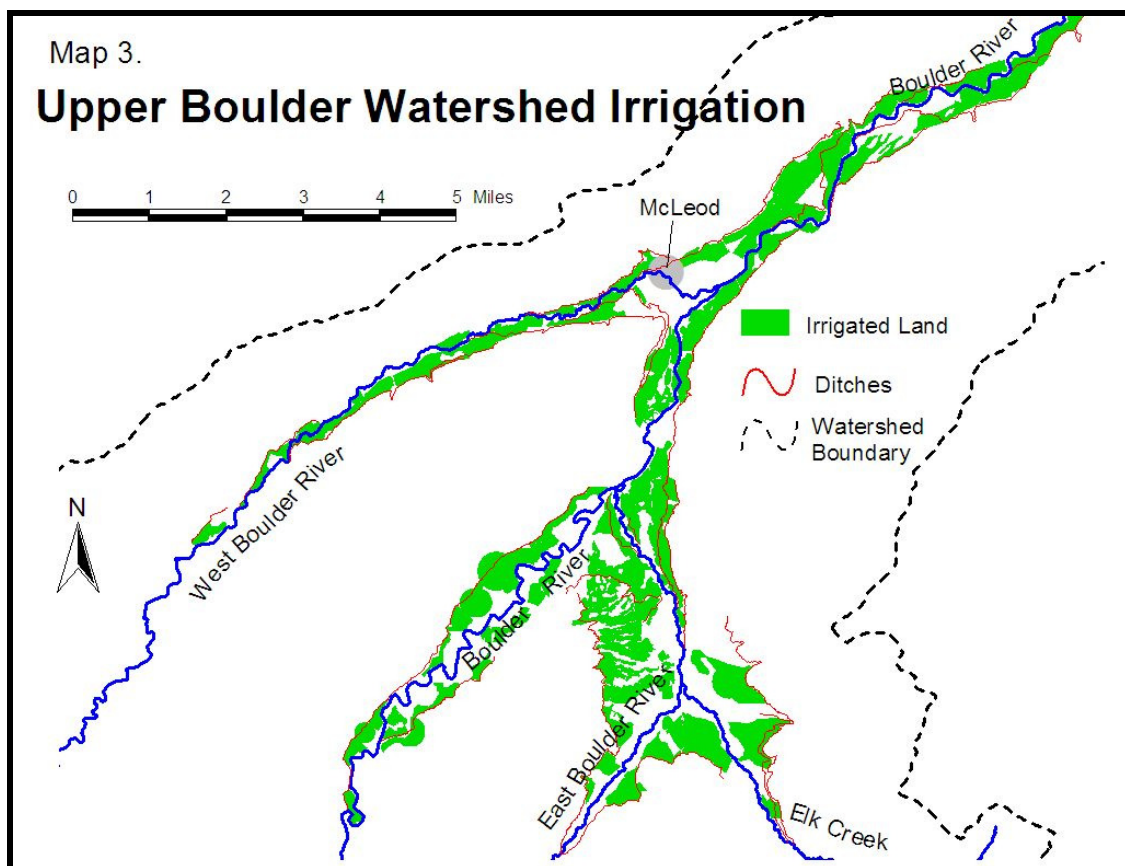 Map 3.
Upper Boulder Watershed Irrigation
Boulder River
0 1 2 3 4 5 Miles
McLeod
Irrigated Land
Ditches
Watershed
Boundary
West Boulder River
N
Boulder River
East Boulder River
Elk Creek